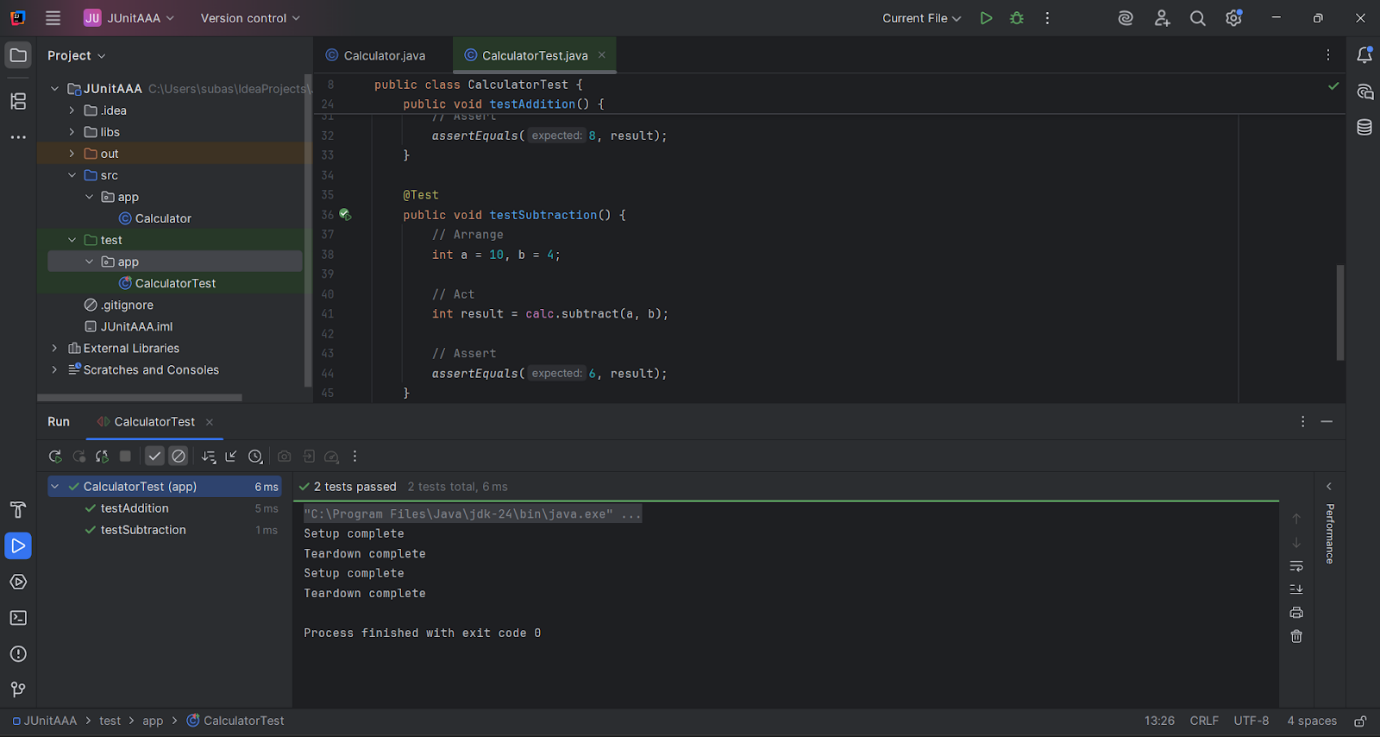 JU JUnitAAA Version control Current File
Project
JUnitAAA C:\Users\subas\IdeaProjects\
.idea
libs
out
src
app
Calculator
test
app
CalculatorTest
.gitignore
JUnitAAA.iml
External Libraries
Scratches and Consoles
Calculator.java CalculatorTest.java
8 public class CalculatorTest {
24 public void testAddition() {
31 // Assert
32 assertEquals( expected: 8, result);
33 }
34
35 @Test
36 public void testSubtraction() {
37 // Arrange
38 int a = 10, b = 4;
39
40 // Act
41 int result = calc.subtract(a, b);
42
43 // Assert
44 assertEquals( expected: 6, result);
45 }
Run CalculatorTest
CalculatorTest (app) 6 ms
testAddition 5 ms
testSubtraction 1 ms
2 tests passed 2 tests total, 6 ms
"C:\Program Files\Java\jdk-24\bin\java.exe" ...
Setup complete
Teardown complete
Setup complete
Teardown complete
Process finished with exit code 0
Performance
JUnitAAA > test > app > CalculatorTest 13:26 CRLF UTF-8 4 spaces